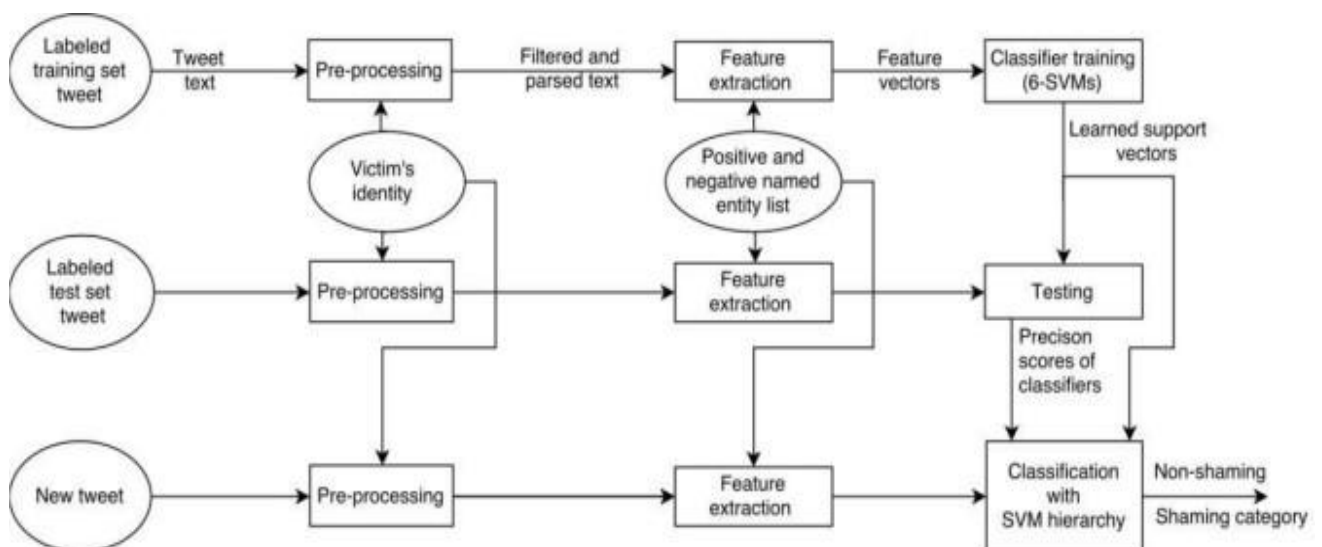 Labeled
training set
tweet
Tweet
text
Pre-processing
Filtered and
parsed text
Feature
extraction
Feature
vectors
Classifier training
(6-SVMs)
Learned support
vectors
Victim's
identity
Positive and
negative named
entity list
Labeled
test set
tweet
Pre-processing
Feature
extraction
Testing
Precison
scores of
classifiers
New tweet
Pre-processing
Feature
extraction
Classification
with
SVM hierarchy
Non-shaming
Shaming category